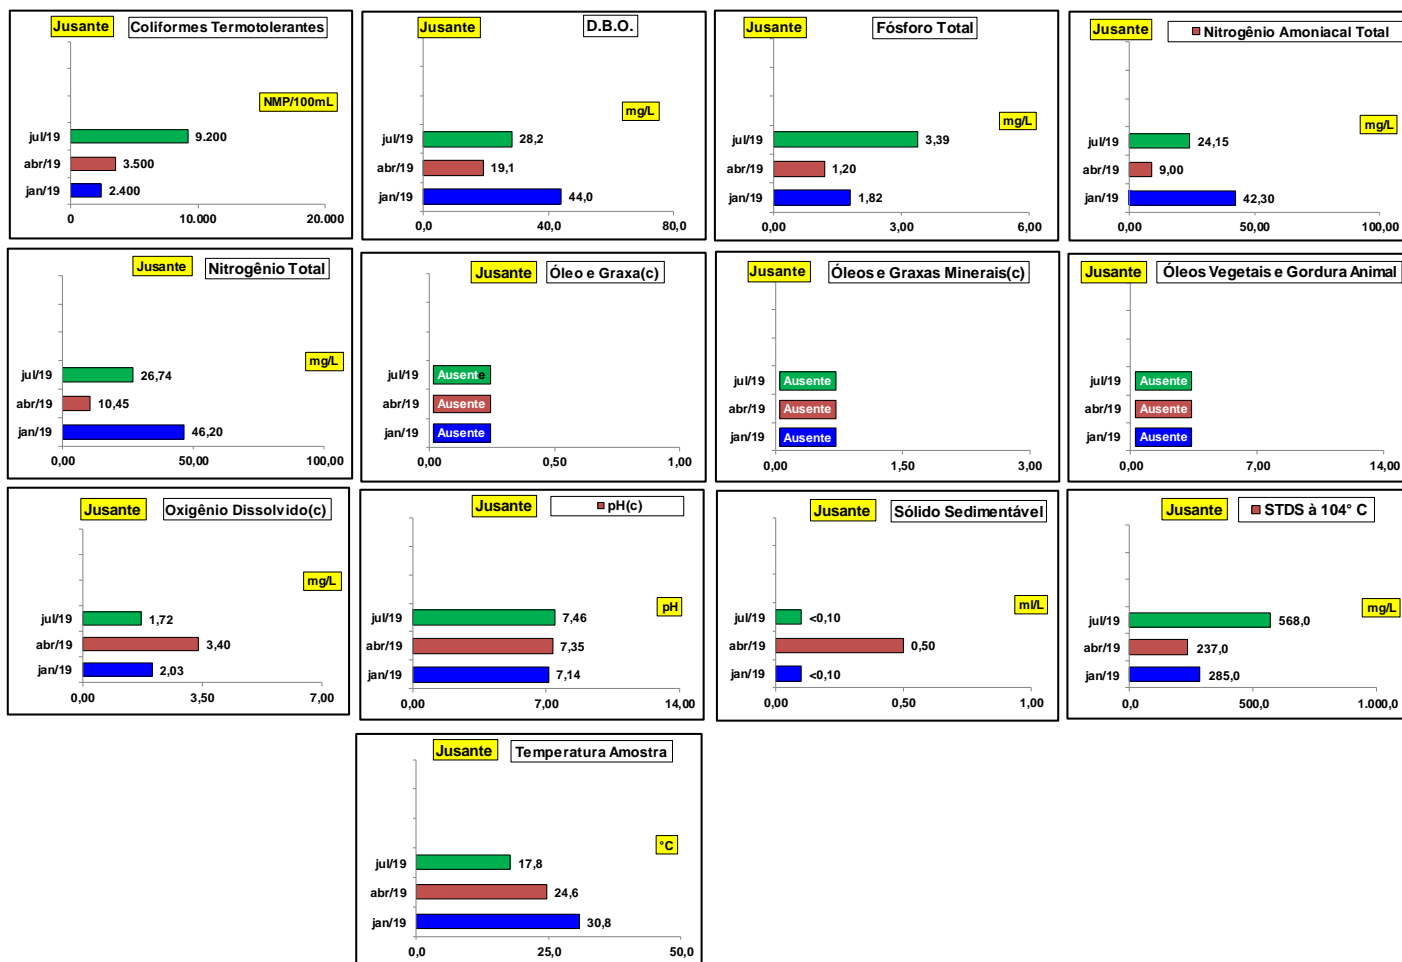 Jusante
Coliformes Termotolerantes
NMP/100mL
jul/19
9.200
abr/19
3.500
jan/19
2.400
0
10.000
20.000
Jusante
D.B.O.
mg/L
jul/19
28,2
abr/19
19,1
jan/19
44,0
0,0
40,0
80,0
Jusante
Fósforo Total
mg/L
jul/19
3,39
abr/19
1,20
jan/19
1,82
0,00
3,00
6,00
Jusante
Nitrogênio Amoniacal Total
mg/L
jul/19
24,15
abr/19
9,00
jan/19
42,30
0,00
50,00
100,00
Jusante
Nitrogênio Total
mg/L
jul/19
26,74
abr/19
10,45
jan/19
46,20
0,00
50,00
100,00
Jusante
Óleo e Graxa(c)
jul/19
Ausente
abr/19
Ausente
jan/19
Ausente
0,00
0,50
1,00
Jusante
Óleos e Graxas Minerais(c)
jul/19
Ausente
abr/19
Ausente
jan/19
Ausente
0,00
1,50
3,00
Jusante
Óleos Vegetais e Gordura Animal
jul/19
Ausente
abr/19
Ausente
jan/19
Ausente
0,00
7,00
14,00
Jusante
Oxigênio Dissolvido(c)
mg/L
jul/19
1,72
abr/19
3,40
jan/19
2,03
0,00
3,50
7,00
Jusante
pH(c)
pH
jul/19
7,46
abr/19
7,35
jan/19
7,14
0,00
7,00
14,00
Jusante
Sólido Sedimentável
ml/L
jul/19
<0,10
abr/19
0,50
jan/19
<0,10
0,00
0,50
1,00
Jusante
STDS à 104° C
mg/L
jul/19
568,0
abr/19
237,0
jan/19
285,0
0,0
500,0
1.000,0
Jusante
Temperatura Amostra
°C
jul/19
17,8
abr/19
24,6
jan/19
30,8
0,0
25,0
50,0